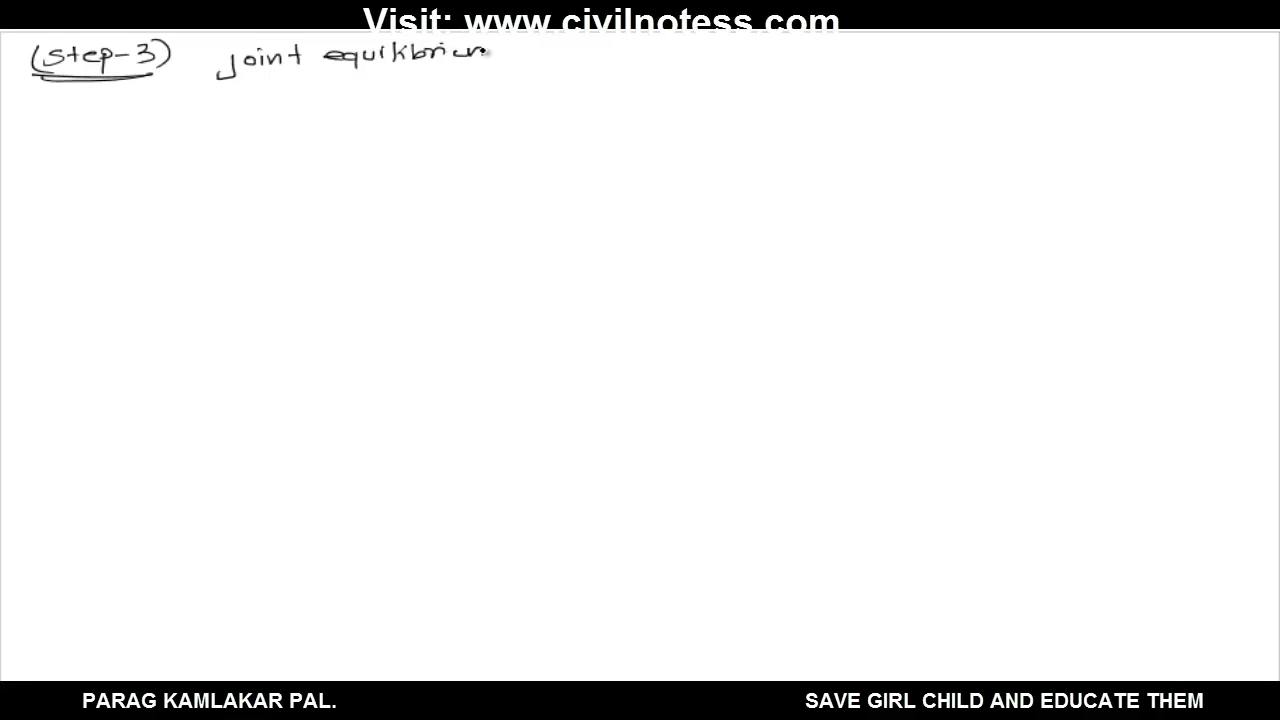 Visit: www.civilnotess.com
(Step-3) Joint equilibrium
PARAG KAMLAKAR PAL.
SAVE GIRL CHILD AND EDUCATE THEM